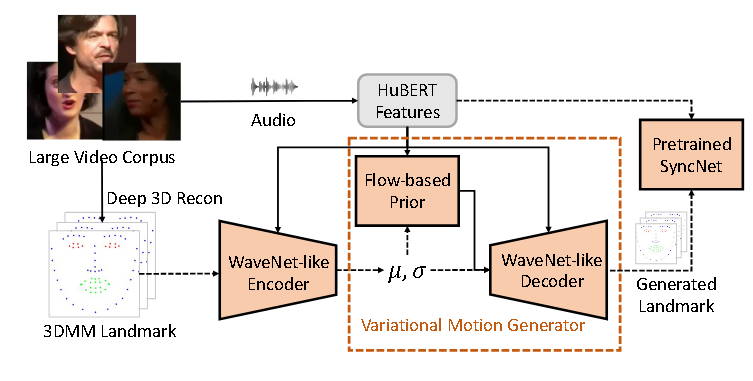 HuBERT
Features
Audio
Large Video Corpus
Pretrained
SyncNet
Flow-based
Prior
Deep 3D Recon
WaveNet-like
Encoder
μ, σ
WaveNet-like
Decoder
Generated
Landmark
3DMM Landmark
Variational Motion Generator